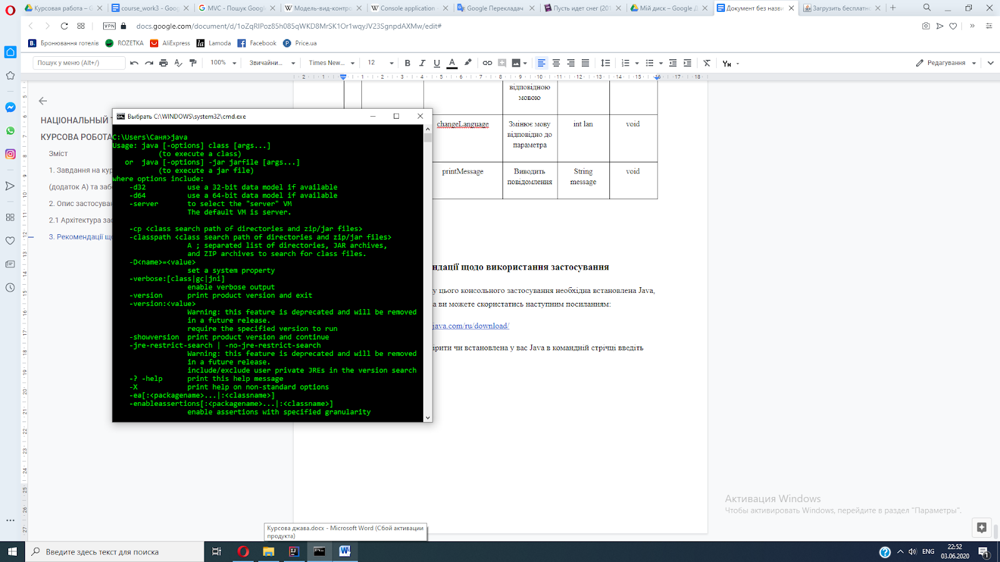 Курсовая работа – G
course_work3 - Goog
MVC - Пошук Googl
Модель-вид-контро
Console application -
Google Перекладач
Пусть идет снег (201
Мій диск – Google Д
Документ без назви
Загрузить бесплатно
VPN
docs.google.com/document/d/1oZqRIPoz85h085qWKD8MrSK1Or1wqyJV23SgnpdAXMw/edit#
Бронювання готелів
ROZETKA
AliExpress
Lamoda
Facebook
Price.ua
Пошук у меню (Alt+/)
100%
Звичайни...
Times New...
12
Редагування
НАЦІОНАЛЬНИЙ Т
КУРСОВА РОБОТА
Зміст
1. Завдання на кур
(додаток А) та забе
2. Опис застосуван
2.1 Архітектура зас
3. Рекомендації що
відповідною
мовою
changeLanguage
Змінює мову
відповідно до
параметра
int lan
void
printMessage
Виводить
повідомлення
String
message
void
ндації щодо використання застосування
у цього консольного застосування необхідна встановлена Java,
а ви можете скористатись наступним посиланням:
java.com/ru/download/
ірити чи встановлена у вас Java в командній стрічці введіть
Выбрать C:\WINDOWS\system32\cmd.exe
C:\Users\Саня>java
Usage: java [-options] class [args...]
(to execute a class)
or  java [-options] -jar jarfile [args...]
(to execute a jar file)
where options include:
-d32 use a 32-bit data model if available
-d64 use a 64-bit data model if available
-server to select the "server" VM
The default VM is server.
-cp <class search path of directories and zip/jar files>
-classpath <class search path of directories and zip/jar files>
A ; separated list of directories, JAR archives,
and ZIP archives to search for class files.
-D<name>=<value>
set a system property
-verbose:[class|gc|jni]
enable verbose output
-version print product version and exit
-version:<value>
Warning: this feature is deprecated and will be removed
in a future release.
require the specified version to run
-showversion print product version and continue
-jre-restrict-search | -no-jre-restrict-search
Warning: this feature is deprecated and will be removed
in a future release.
include/exclude user private JREs in the version search
-? -help print this help message
-X print help on non-standard options
-ea[:<packagename>...|:<classname>]
-enableassertions[:<packagename>...|:<classname>]
enable assertions with specified granularity
Активация Windows
Чтобы активировать Windows, перейдите в раздел "Параметры".
Курсова джава.docx - Microsoft Word (Сбой активации
продукта)
Введите здесь текст для поиска
ENG
22:52
03.06.2020